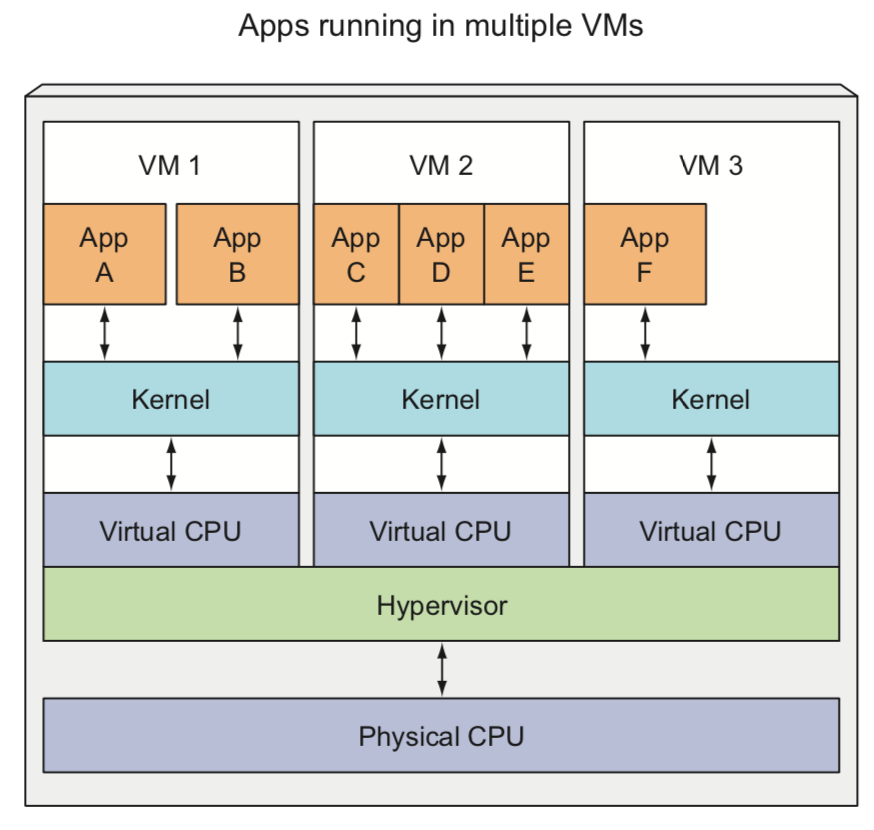 Apps running in multiple VMs
VM 1
VM 2
VM 3
App
A
App
B
App
C
App
D
App
E
App
F
Kernel
Kernel
Kernel
Virtual CPU
Virtual CPU
Virtual CPU
Hypervisor
Physical CPU